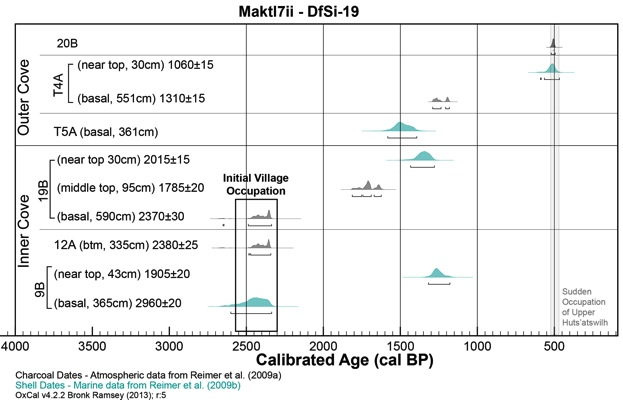 Maktl7ii - DfSi-19
Outer Cove
20B
T4A
(near top, 30cm) 1060±15
(basal, 551cm) 1310±15
T5A (basal, 361cm)
Inner Cove
19B
(near top 30cm) 2015±15
(middle top, 95cm) 1785±20
(basal, 590cm) 2370±30
12A (btm, 335cm) 2380±25
9B
(near top, 43cm) 1905±20
(basal, 365cm) 2960±20
Initial Village
Occupation
Sudden
Occupation
of Upper
Huts'atswilh
4000 3500 3000 2500 2000 1500 1000 500
Calibrated Age (cal BP)
Charcoal Dates - Atmospheric data from Reimer et al. (2009a)
Shell Dates - Marine data from Reimer et al. (2009b)
OxCal v4.2.2 Bronk Ramsey (2013); r:5